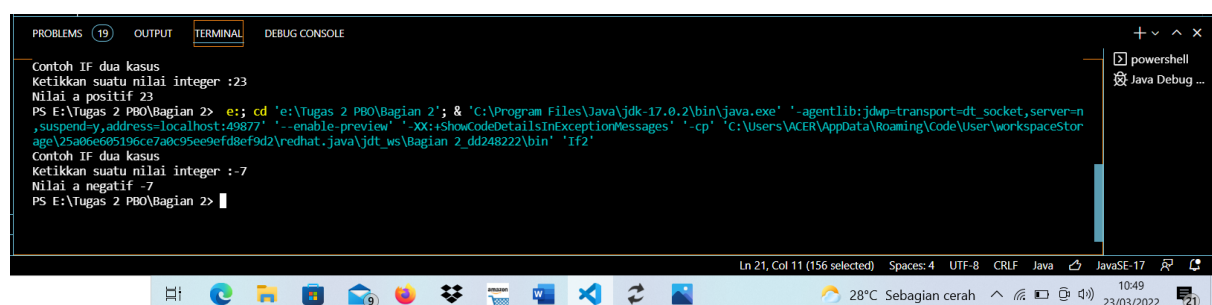 PROBLEMS 19 OUTPUT TERMINAL DEBUG CONSOLE
powershell
Java Debug ...
Contoh IF dua kasus
Ketikkan suatu nilai integer :23
Nilai a positif 23
PS E:\Tugas 2 PBO\Bagian 2> e:; cd 'e:\Tugas 2 PBO\Bagian 2'; & 'C:\Program Files\Java\jdk-17.0.2\bin\java.exe' '-agentlib:jdwp=transport=dt_socket,server=n
,suspend=y,address=localhost:49877' '--enable-preview' '-XX:+ShowCodeDetailsInExceptionMessages' '-cp' 'C:\Users\ACER\AppData\Roaming\Code\User\workspaceStor
age\25a06e605196ce7a0c95ee9efd8ef9d2\redhat.java\jdt_ws\Bagian 2_dd248222\bin' 'If2'
Contoh IF dua kasus
Ketikkan suatu nilai integer :-7
Nilai a negatif -7
PS E:\Tugas 2 PBO\Bagian 2>
Ln 21, Col 11 (156 selected) Spaces: 4 UTF-8 CRLF Java JavaSE-17
9 amazon 28°C Sebagian cerah 10:49
23/03/2022 21